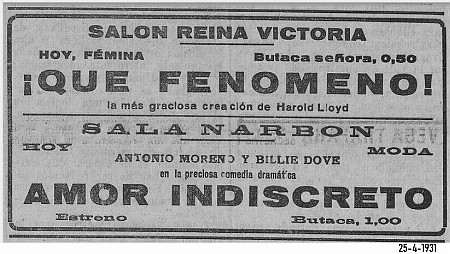 SALON REINA VICTORIA
HOY, FÉMINA Butaca señora, 0,50
¡QUE FENOMENO!
la más graciosa creación de Harold Lloyd
SALA NARBON
HOY MODA
ANTONIO MORENO Y BILLIE DOVE
en la preciosa comedia dramática
AMOR INDISCRETO
Estreno Butaca, 1,00
25-4-1931